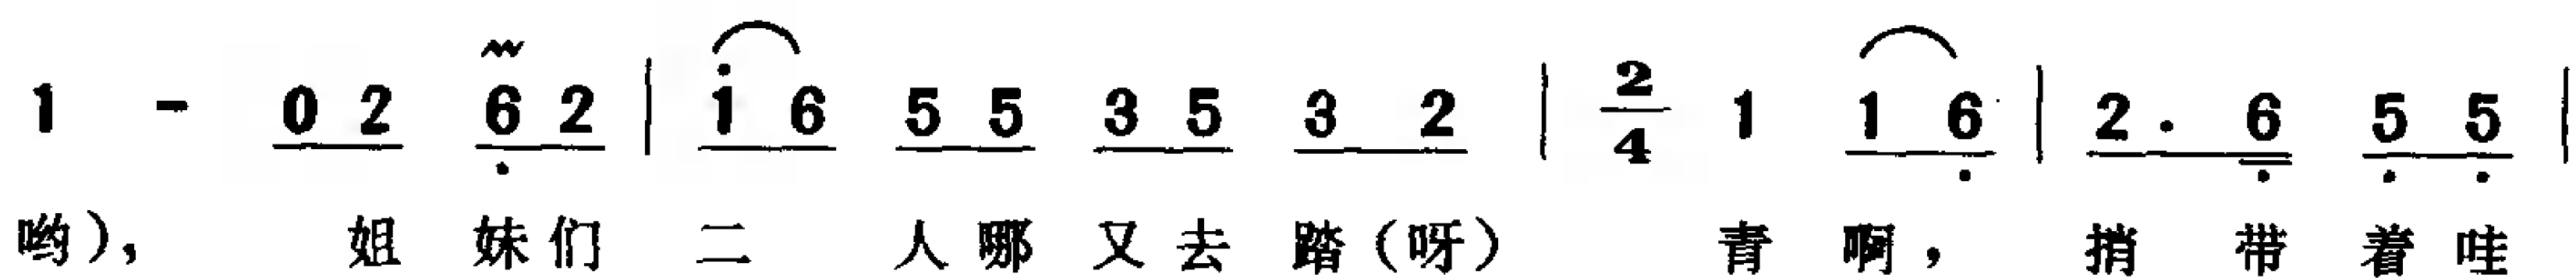 1 - 0 2 6 2 | 1 6 5 5 3 5 3 2 | 2/4 1 1 6 | 2. 6 5 5 |
哟), 姐 妹们 二 人哪 又去 踏(呀) 青 啊, 捎 带 着哇